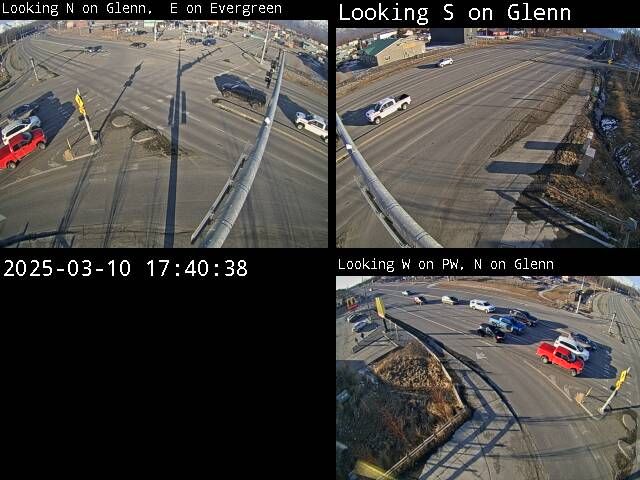 Looking N on Glenn, E on Evergreen
Looking S on Glenn
2025-03-10 17:40:38
Looking W on PW, N on Glenn